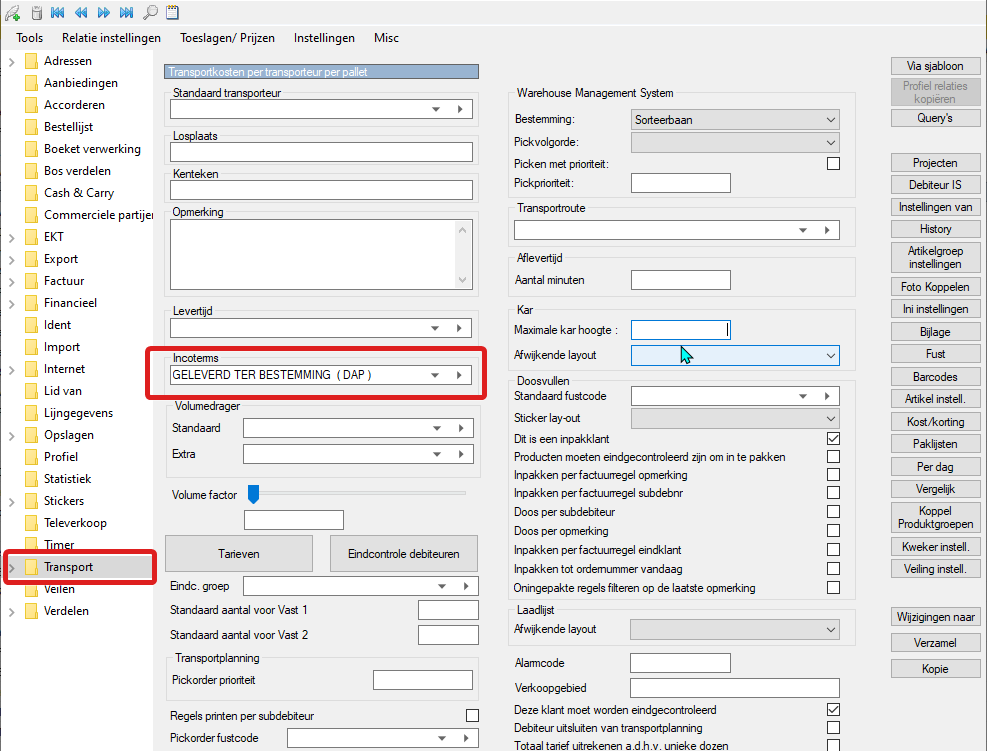 Tools Relatie instellingen Toeslagen/ Prijzen Instellingen Misc
Adressen
Aanbiedingen
Accorderen
Bestellijst
Boeket verwerking
Bos verdelen
Cash & Carry
Commerciele partijer
EKT
Export
Factuur
Financieel
Ident
Import
Internet
Lid van
Lijngegevens
Opslagen
Profiel
Statistiek
Stickers
Televerkoop
Timer
Transport
Veilen
Verdelen
Transportkosten per transporteur per pallet
Standaard transporteur
Losplaats
Kenteken
Opmerking
Levertijd
Incoterms
GELEVERD TER BESTEMMING ( DAP )
Volumedrager
Standaard
Extra
Volume factor
Tarieven Eindcontrole debiteuren
Eindc. groep
Standaard aantal voor Vast 1
Standaard aantal voor Vast 2
Transportplanning
Pickorder prioriteit
Regels printen per subdebiteur
Pickorder fustcode
Warehouse Management System
Bestemming: Sorteerbaan
Pickvolgorde:
Picken met prioriteit:
Pickprioriteit:
Transportroute
Aflevertijd
Aantal minuten
Kar
Maximale kar hoogte :
Afwijkende layout
Doosvullen
Standaard fustcode
Sticker lay-out
Dit is een inpakklant
Producten moeten eindgecontroleerd zijn om in te pakken
Inpakken per factuurregel opmerking
Inpakken per factuurregel subdebnr
Doos per subdebiteur
Doos per opmerking
Inpakken per factuurregel eindklant
Inpakken tot ordernummer vandaag
Oningepakte regels filteren op de laatste opmerking
Laadlijst
Afwijkende layout
Alarmcode
Verkoopgebied
Deze klant moet worden eindgecontroleerd
Debiteur uitsluiten van transportplanning
Totaal tarief uitrekenen a.d.h.v. unieke dozen
Via sjabloon
Profiel relaties
kopiëren
Query's
Projecten
Debiteur IS
Instellingen van
History
Artikelgroep
instellingen
Foto Koppelen
Ini instellingen
Bijlage
Fust
Barcodes
Artikel instell.
Kost/korting
Paklijsten
Per dag
Vergelijk
Koppel
Produktgroepen
Kweker instell.
Veiling instell.
Wijzigingen naar
Verzamel
Kopie